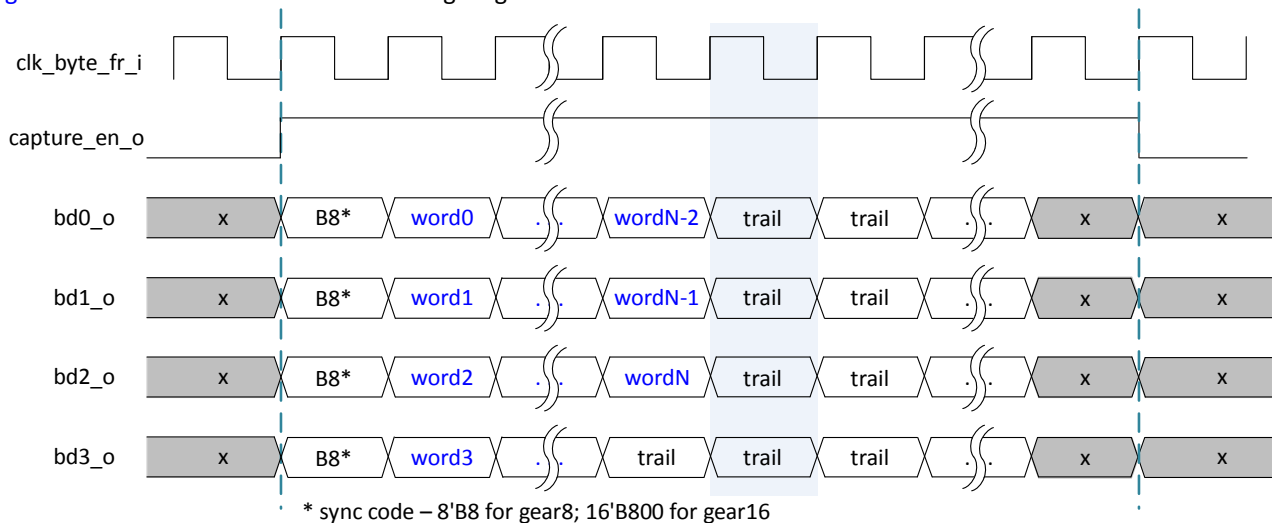 clk_byte_fr_i
capture_en_o
bd0_o x B8* word0 . . wordN-2 trail trail . . x x
bd1_o x B8* word1 . . wordN-1 trail trail . . x x
bd2_o x B8* word2 . . wordN trail trail . . x x
bd3_o x B8* word3 . . trail trail trail . . x x
* sync code – 8'B8 for gear8; 16'B800 for gear16